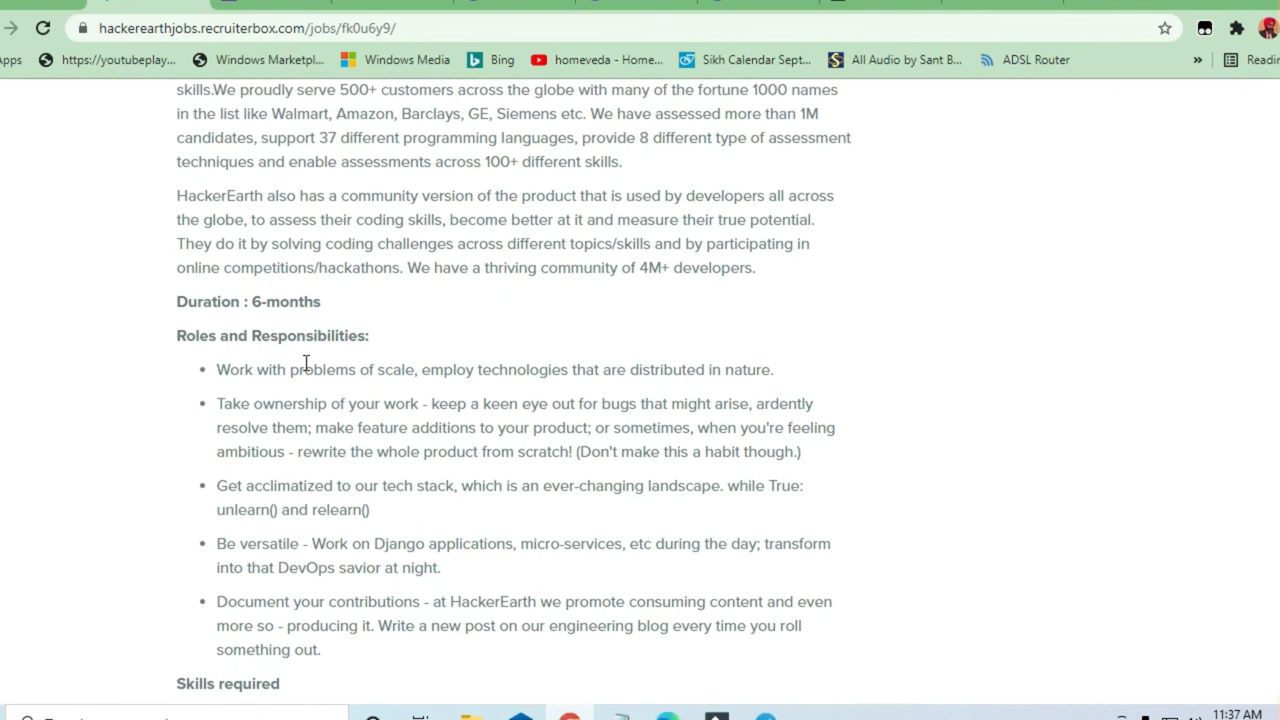 hackerearthjobs.recruiterbox.com/jobs/fk0u6y9/
https://youtubeplay... Windows Marketpl... Windows Media Bing homeveda - Home... Sikh Calendar Sept... All Audio by Sant B... ADSL Router »
skills.We proudly serve 500+ customers across the globe with many of the fortune 1000 names
in the list like Walmart, Amazon, Barclays, GE, Siemens etc. We have assessed more than 1M
candidates, support 37 different programming languages, provide 8 different type of assessment
techniques and enable assessments across 100+ different skills.
HackerEarth also has a community version of the product that is used by developers all across
the globe, to assess their coding skills, become better at it and measure their true potential.
They do it by solving coding challenges across different topics/skills and by participating in
online competitions/hackathons. We have a thriving community of 4M+ developers.
Duration : 6-months
Roles and Responsibilities:
• Work with problems of scale, employ technologies that are distributed in nature.
• Take ownership of your work - keep a keen eye out for bugs that might arise, ardently
resolve them; make feature additions to your product; or sometimes, when you're feeling
ambitious - rewrite the whole product from scratch! (Don't make this a habit though.)
• Get acclimatized to our tech stack, which is an ever-changing landscape. while True:
unlearn() and relearn()
• Be versatile - Work on Django applications, micro-services, etc during the day; transform
into that DevOps savior at night.
• Document your contributions - at HackerEarth we promote consuming content and even
more so - producing it. Write a new post on our engineering blog every time you roll
something out.
Skills required
11:37 AM